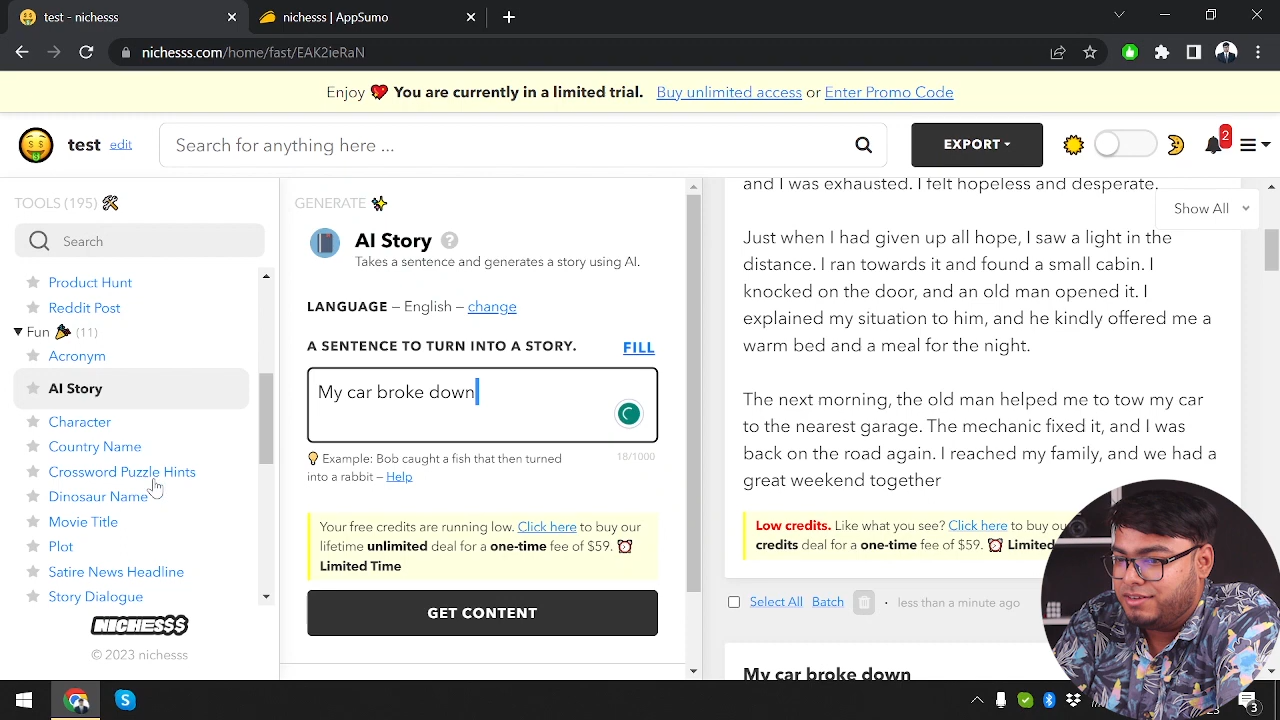 test - nichesss
nichesss | AppSumo
nichesss.com/home/fast/EAK2ieRaN
Enjoy You are currently in a limited trial. Buy unlimited access or Enter Promo Code
test edit
Search for anything here ...
EXPORT
2
TOOLS (195)
Search
Product Hunt
Reddit Post
Fun (11)
Acronym
AI Story
Character
Country Name
Crossword Puzzle Hints
Dinosaur Name
Movie Title
Plot
Satire News Headline
Story Dialogue
NICHESSS
© 2023 nichesss
GENERATE
AI Story
Takes a sentence and generates a story using AI.
LANGUAGE – English – change
A SENTENCE TO TURN INTO A STORY.
FILL
My car broke down
Example: Bob caught a fish that then turned
into a rabbit – Help
18/1000
Your free credits are running low. Click here to buy our
lifetime unlimited deal for a one-time fee of $59.
Limited Time
GET CONTENT
and I was exhausted. I felt hopeless and desperate.
Show All
Just when I had given up all hope, I saw a light in the
distance. I ran towards it and found a small cabin. I
knocked on the door, and an old man opened it. I
explained my situation to him, and he kindly offered me a
warm bed and a meal for the night.
The next morning, the old man helped me to tow my car
to the nearest garage. The mechanic fixed it, and I was
back on the road again. I reached my family, and we had a
great weekend together
Low credits. Like what you see? Click here to buy
credits deal for a one-time fee of $59.
Select All Batch · less than a minute ago
My car broke down
3